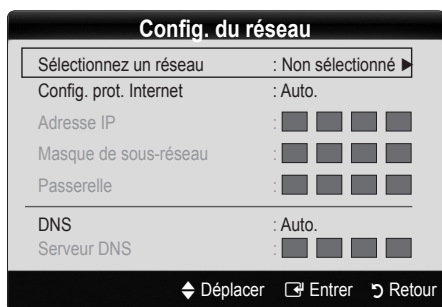 Config. du réseau
Sélectionnez un réseau : Non sélectionné ►
Config. prot. Internet : Auto.
Adresse IP :
Masque de sous-réseau :
Passerelle :
DNS : Auto.
Serveur DNS :
Déplacer Entrer Retour